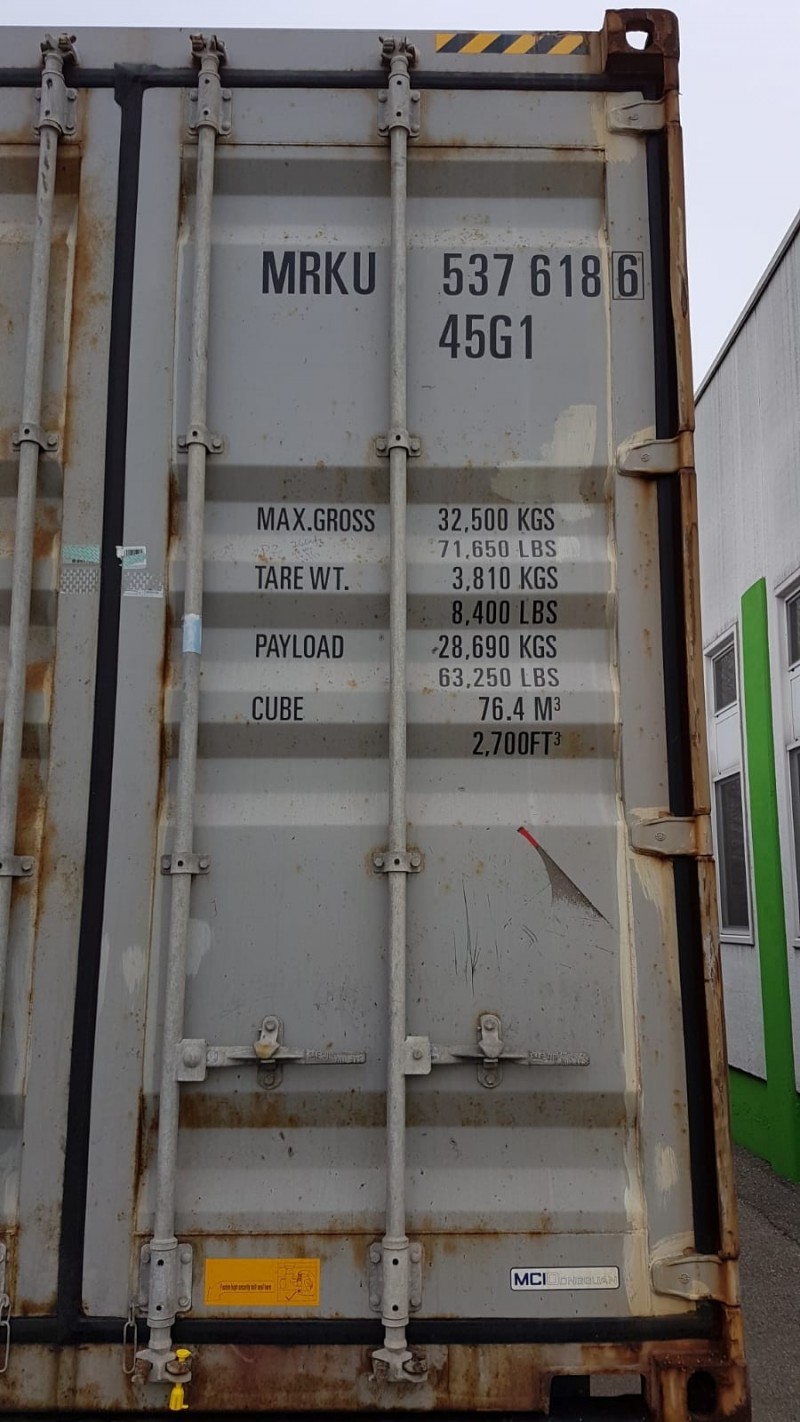 MRKU 537 618 6
45G1
MAX.GROSS 32,500 KGS
71,650 LBS
TARE WT. 3,810 KGS
8,400 LBS
PAYLOAD 28,690 KGS
63,250 LBS
CUBE 76.4 M³
2,700FT³
MCI DONGGUAN